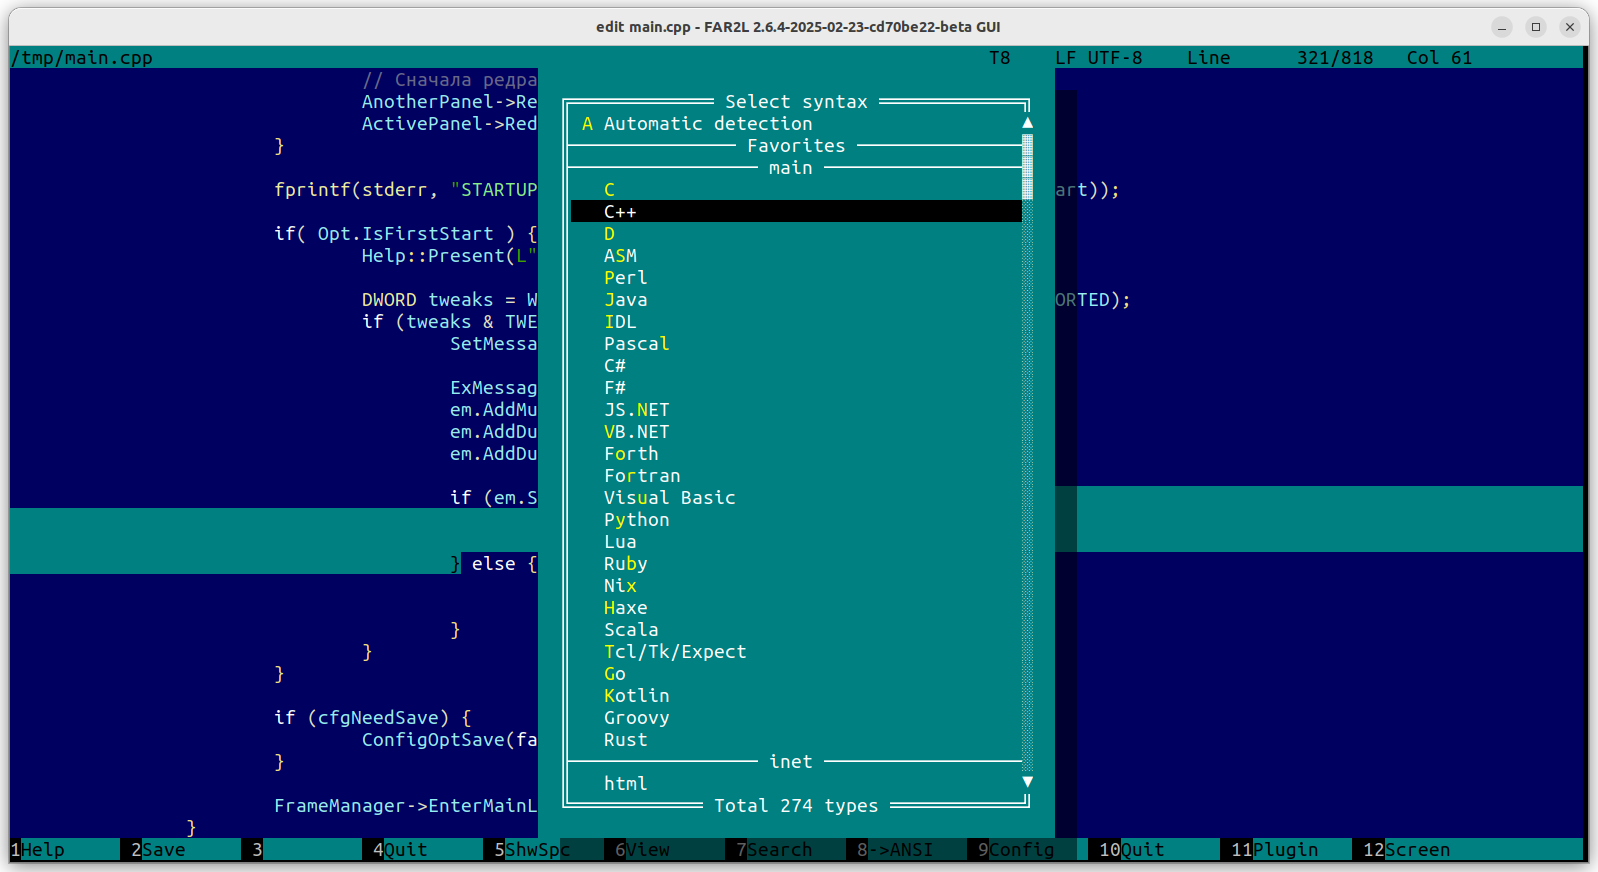 edit main.cpp - FAR2L 2.6.4-2025-02-23-cd70be22-beta GUI
/tmp/main.cpp T8 LF UTF-8 Line 321/818 Col 61
// Сначала редра
AnotherPanel->Re ═ Select syntax ═
ActivePanel->Red A Automatic detection ▲
} Favorites
main
fprintf(stderr, "STARTUP C art));
C++
if( Opt.IsFirstStart ) { D
Help::Present(L" ASM
Perl
DWORD tweaks = W Java ORTED);
if (tweaks & TWE IDL
SetMessa Pascal
C#
ExMessag F#
em.AddMu JS.NET
em.AddDu VB.NET
em.AddDu Forth
Fortran
if (em.S Visual Basic
Python
Lua
} else { Ruby
Nix
Haxe
} Scala
} Tcl/Tk/Expect
} Go
Kotlin
if (cfgNeedSave) { Groovy
ConfigOptSave(fa Rust
} inet
html ▼
FrameManager->EnterMainL Total 274 types
}
1Help 2Save 3 4Quit 5ShwSpc 6View 7Search 8->ANSI 9Config 10Quit 11Plugin 12Screen